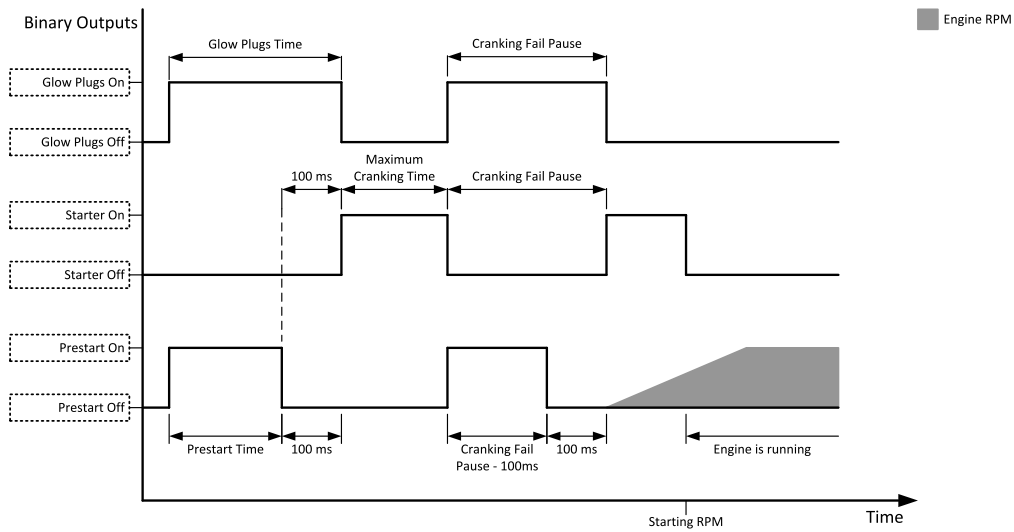 Binary Outputs
Engine RPM
Glow Plugs Time
Cranking Fail Pause
Glow Plugs On
Glow Plugs Off
100 ms
Maximum
Cranking Time
Cranking Fail Pause
Starter On
Starter Off
Prestart On
Prestart Off
Prestart Time
100 ms
Cranking Fail
Pause - 100ms
100 ms
Engine is running
Starting RPM
Time